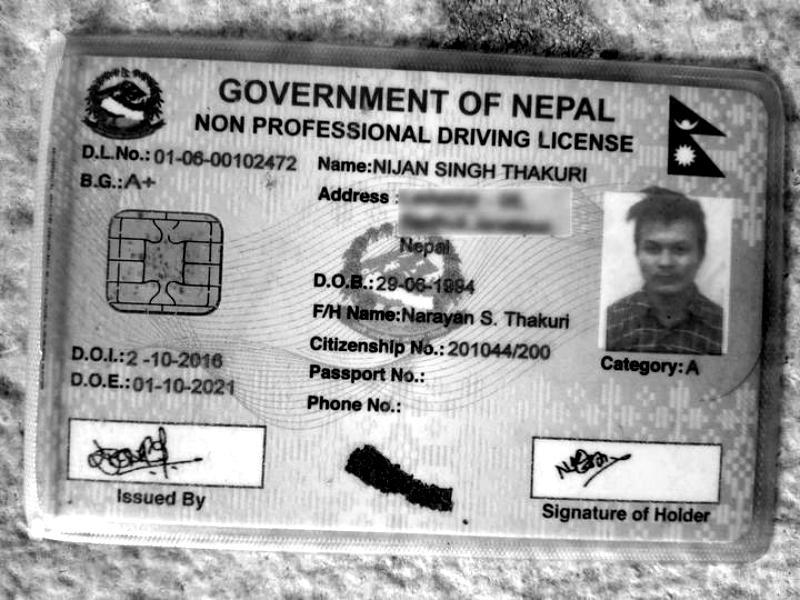 GOVERNMENT OF NEPAL
NON PROFESSIONAL DRIVING LICENSE
D.L.No.: 01-06-00102472
B.G.: A+
Name: NIJAN SINGH THAKURI
Address :
Nepal
D.O.B.: 29-06-1994
F/H Name: Narayan S. Thakuri
Citizenship No.: 201044/200
Passport No.:
Phone No.:
D.O.I.: 2 -10-2016
D.O.E.: 01-10-2021
Category: A
Issued By
Signature of Holder